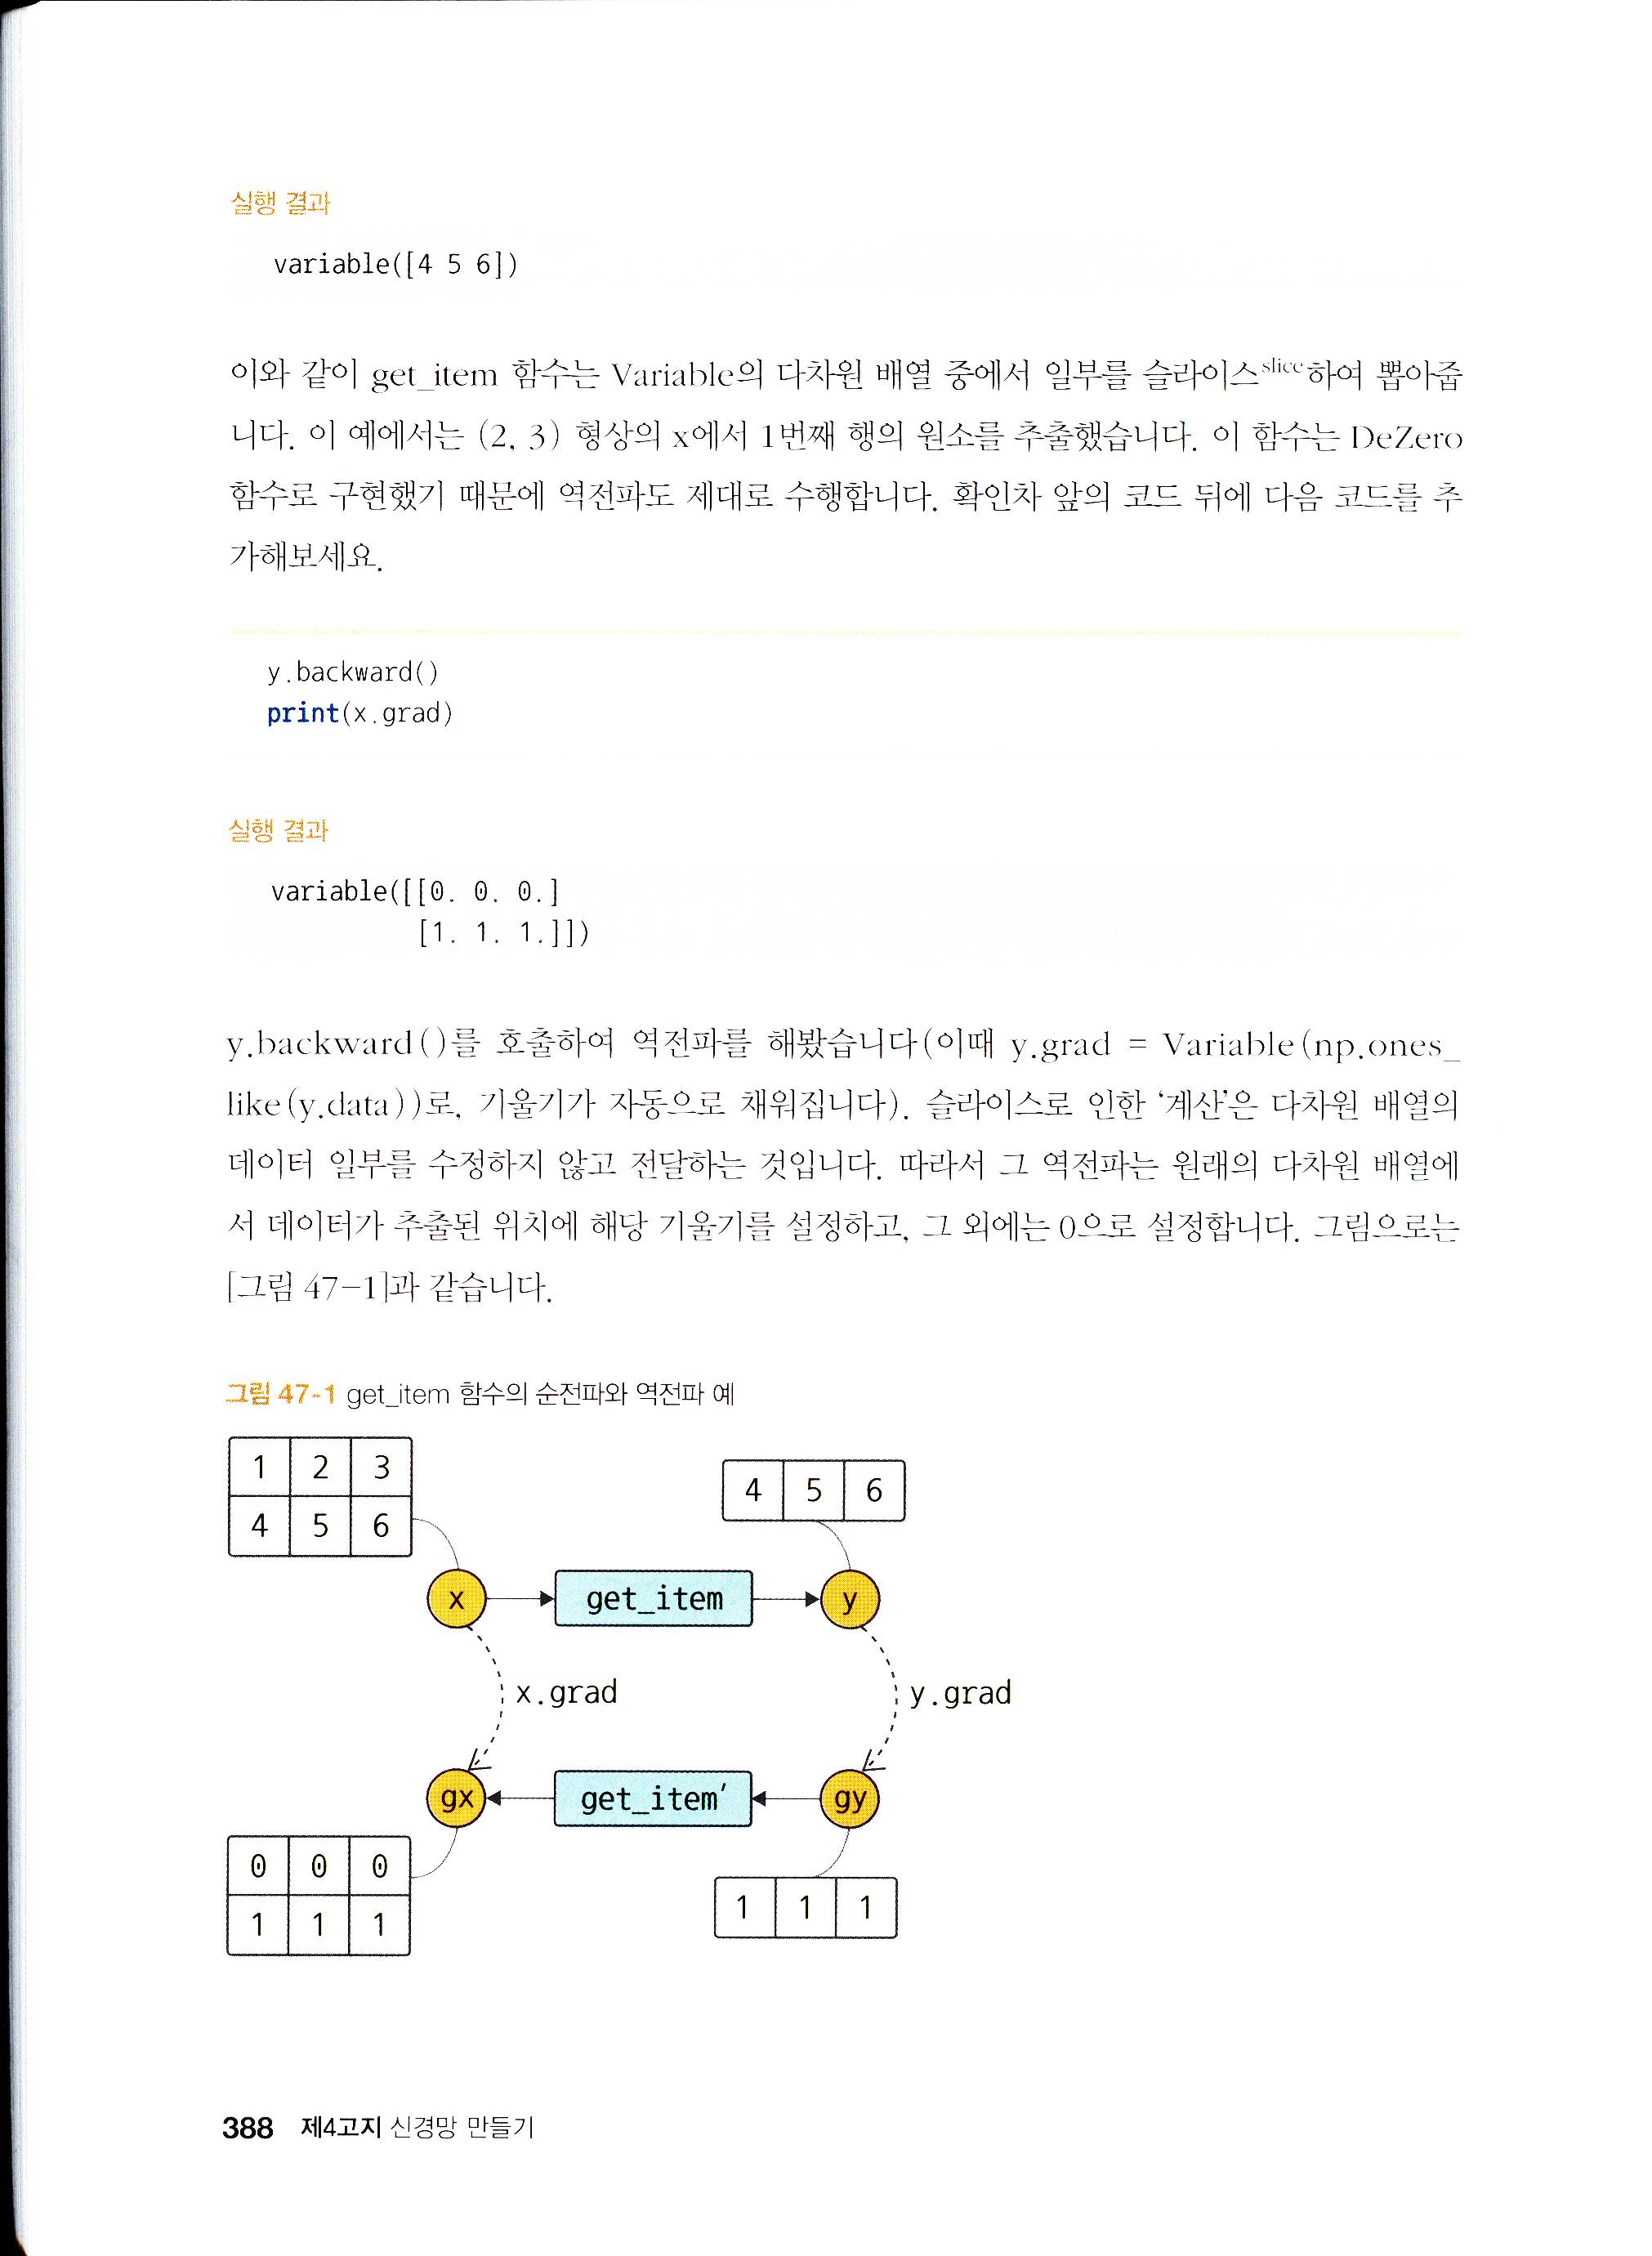 실행 결과
variable([4 5 6])
이와 같이 get_item 함수는 Variable의 다차원 배열 중에서 일부를 슬라이스slice하여 뽑아줍
니다. 이 예에서는 (2, 3) 형상의 x에서 1번째 행의 원소를 추출했습니다. 이 함수는 DeZero
함수로 구현했기 때문에 역전파도 제대로 수행합니다. 확인차 앞의 코드 뒤에 다음 코드를 추
가해보세요.
y.backward()
print(x.grad)
실행 결과
variable([[0. 0. 0.]
[1. 1. 1.]])
y.backward()를 호출하여 역전파를 해봤습니다(이때 y.grad = Variable(np.ones_
like(y.data))로, 기울기가 자동으로 채워집니다). 슬라이스로 인한 ‘계산’은 다차원 배열의
데이터 일부를 수정하지 않고 전달하는 것입니다. 따라서 그 역전파는 원래의 다차원 배열에
서 데이터가 추출된 위치에 해당 기울기를 설정하고, 그 외에는 0으로 설정합니다. 그림으로는
[그림 47-1]과 같습니다.
그림 47-1 get_item 함수의 순전파와 역전파 예
1 2 3
4 5 6
4 5 6
x get_item y
x.grad y.grad
gx get_item′ gy
0 0 0
1 1 1
1 1 1
388 제4고지 신경망 만들기